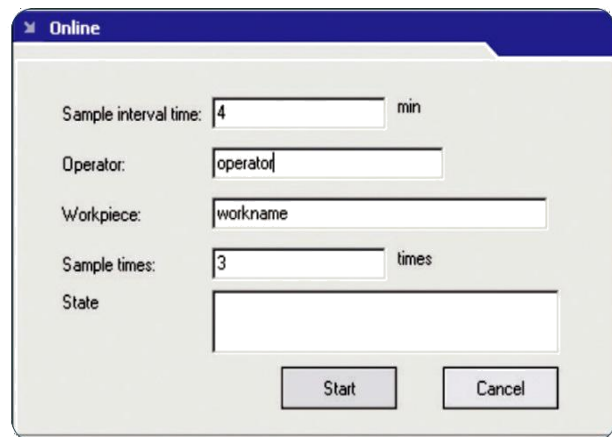 Online
Sample interval time: 4 min
Operator: operator
Workpiece: workname
Sample times: 3 times
State
Start Cancel